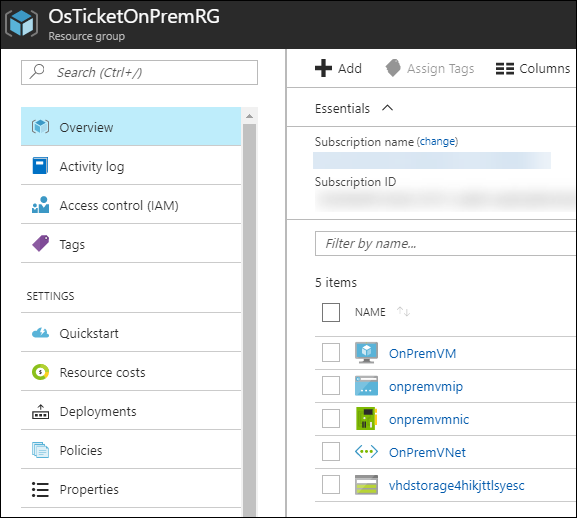 OsTicketOnPremRG
Resource group
Search (Ctrl+/)
Overview
Activity log
Access control (IAM)
Tags
SETTINGS
Quickstart
Resource costs
Deployments
Policies
Properties
Add Assign Tags Columns
Essentials
Subscription name (change)
Subscription ID
Filter by name...
5 items
NAME
OnPremVM
onpremvmip
onpremvmnic
OnPremVNet
vhdstorage4hikjttlsyesc